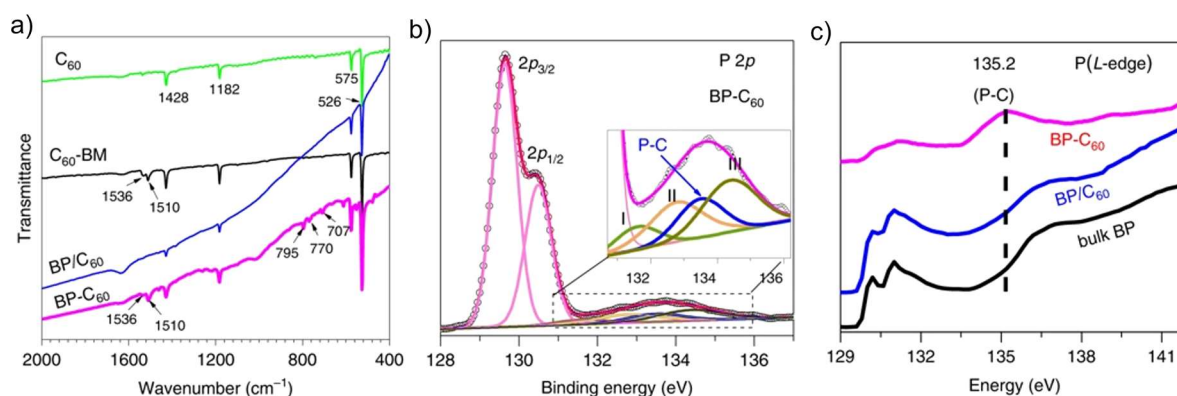 a)
C₆₀
1428
1182
575
526
C₆₀-BM
1536
1510
BP/C₆₀
795
770
707
BP-C₆₀
1536
1510
Transmittance
2000 1600 1200 800 400
Wavenumber (cm⁻¹)
b)
2p₃/₂
P 2p
BP-C₆₀
2p₁/₂
P-C
I
II
III
132 134 136
128 130 132 134 136
Binding energy (eV)
c)
135.2
P(L-edge)
(P-C)
BP-C₆₀
BP/C₆₀
bulk BP
129 132 135 138 141
Energy (eV)